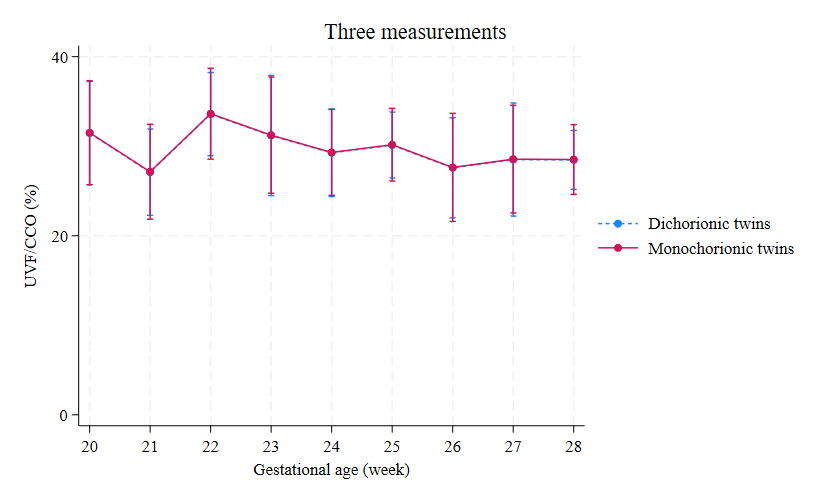 Three measurements
40
20
0
UVF/CCO (%)
20 21 22 23 24 25 26 27 28
Gestational age (week)
Dichorionic twins
Monochorionic twins